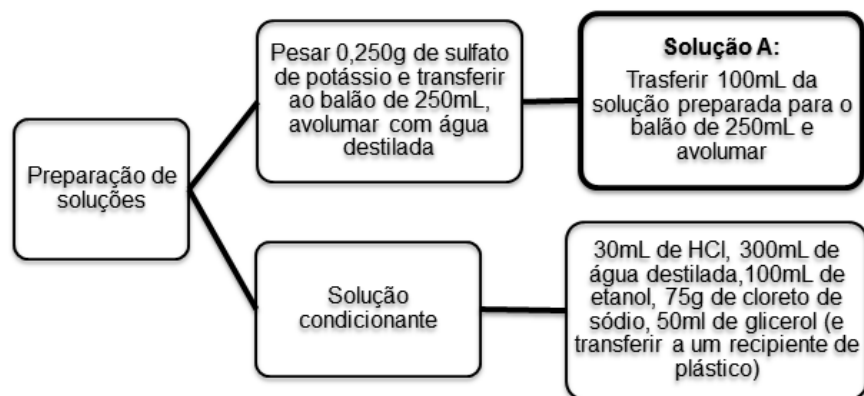 Pesar 0,250g de sulfato
de potássio e transferir
ao balão de 250mL,
avolumar com água
destilada
Solução A:
Trasferir 100mL da
solução preparada para o
balão de 250mL e
avolumar
Preparação de
soluções
Solução
condicionante
30mL de HCl, 300mL de
água destilada,100mL de
etanol, 75g de cloreto de
sódio, 50ml de glicerol (e
transferir a um recipiente de
plástico)